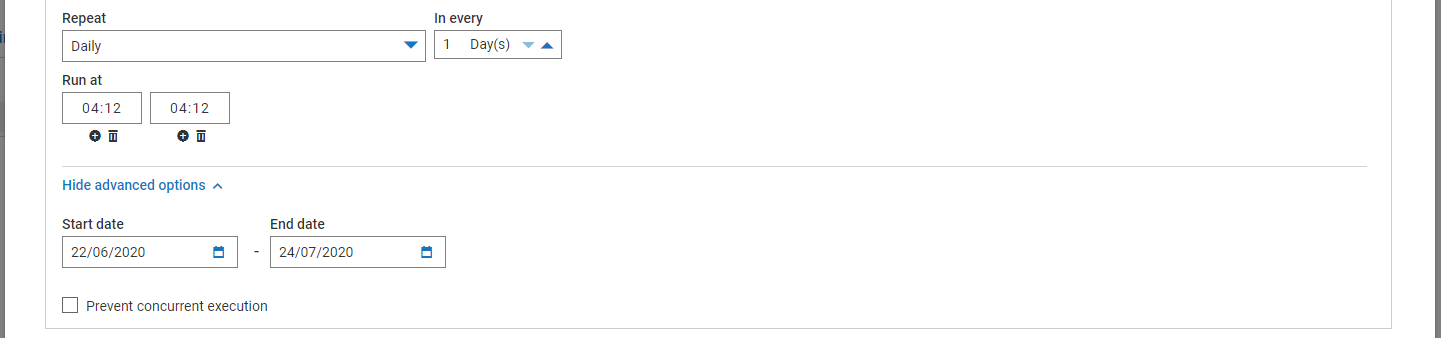 Repeat In every
Daily 1 Day(s)
Run at
04:12 04:12
Hide advanced options
Start date End date
22/06/2020 - 24/07/2020
Prevent concurrent execution